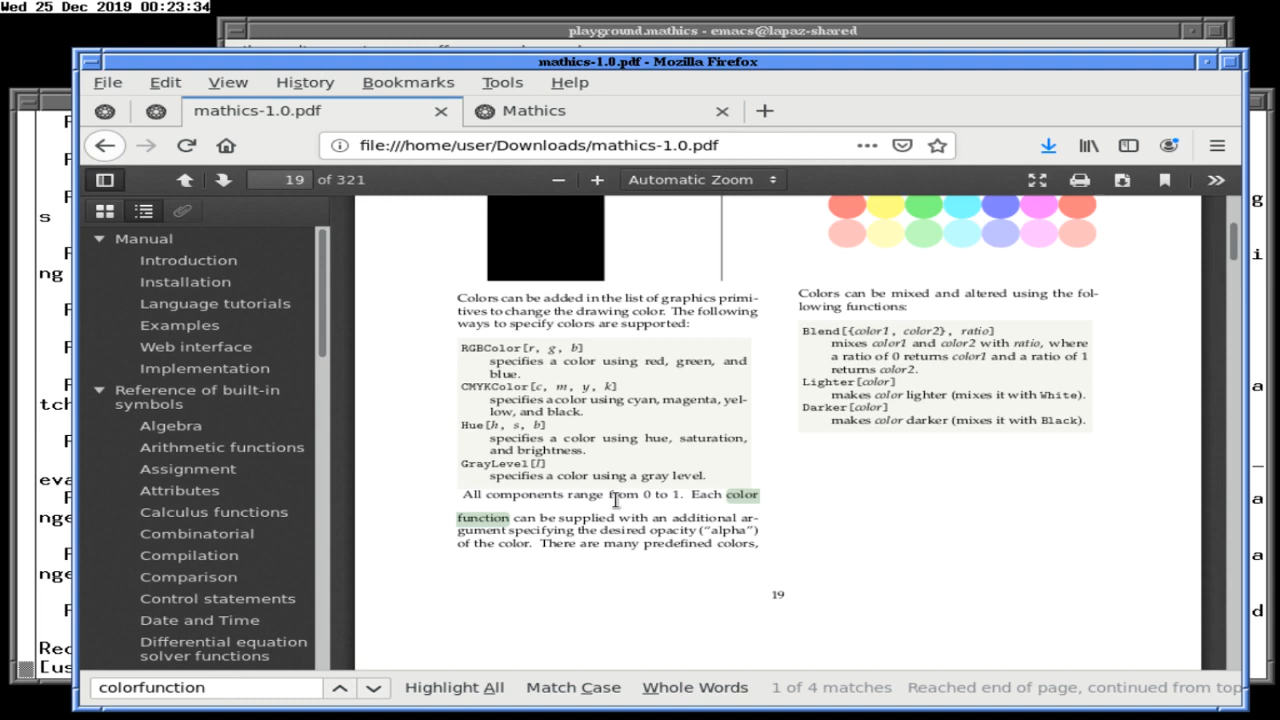 Wed 25 Dec 2019 00:23:34
playground.mathics - emacs@lapaz-shared
mathics-1.0.pdf - Mozilla Firefox
File Edit View History Bookmarks Tools Help
mathics-1.0.pdf Mathics
file:///home/user/Downloads/mathics-1.0.pdf
19 of 321 Automatic Zoom
Manual
Introduction
Installation
Language tutorials
Examples
Web interface
Implementation
Reference of built-in
symbols
Algebra
Arithmetic functions
Assignment
Attributes
Calculus functions
Combinatorial
Compilation
Comparison
Control statements
Date and Time
Differential equation
solver functions
Colors can be added in the list of graphics primi-
tives to change the drawing color. The following
ways to specify colors are supported:
RGBColor[r, g, b]
specifies a color using red, green, and
blue.
CMYKColor[c, m, y, k]
specifies a color using cyan, magenta, yel-
low, and black.
Hue[h, s, b]
specifies a color using hue, saturation,
and brightness.
GrayLevel[l]
specifies a color using a gray level.
All components range from 0 to 1. Each color
function can be supplied with an additional ar-
gument specifying the desired opacity (“alpha”)
of the color. There are many predefined colors,
Colors can be mixed and altered using the fol-
lowing functions:
Blend[{color1, color2}, ratio]
mixes color1 and color2 with ratio, where
a ratio of 0 returns color1 and a ratio of 1
returns color2.
Lighter[color]
makes color lighter (mixes it with White).
Darker[color]
makes color darker (mixes it with Black).
19
colorfunction Highlight All Match Case Whole Words 1 of 4 matches Reached end of page, continued from top